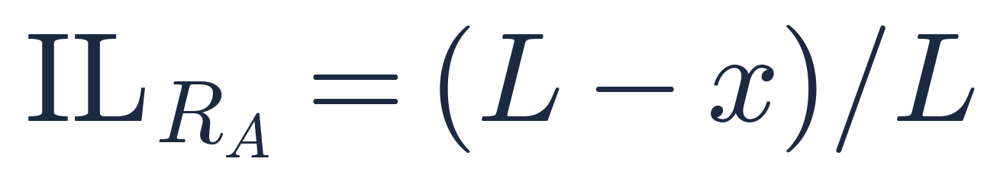 IL_{R_A} = (L − x)/L